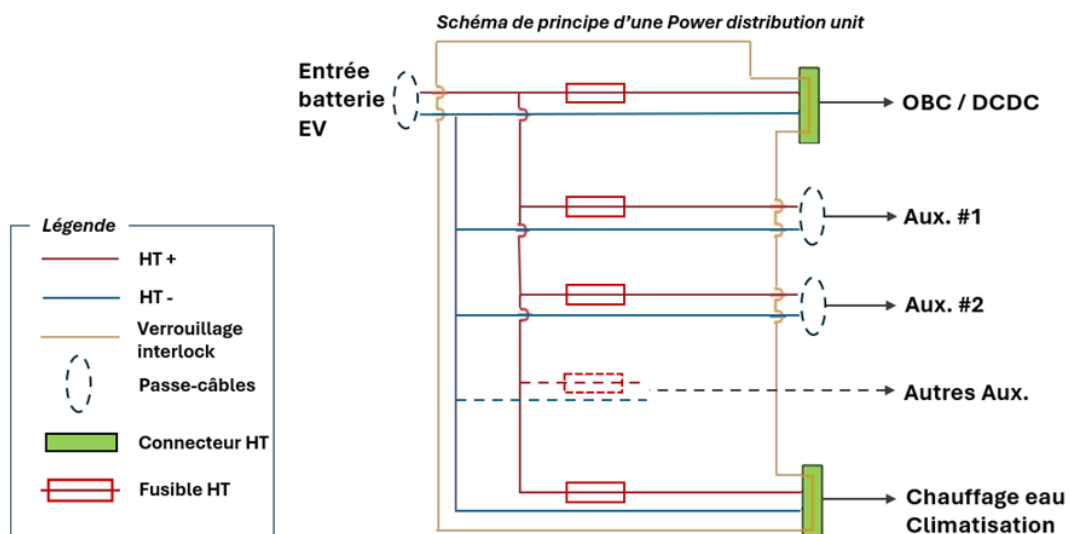 Schéma de principe d’une Power distribution unit
Entrée
batterie
EV
OBC / DCDC
Aux. #1
Aux. #2
Autres Aux.
Chauffage eau
Climatisation
Légende
HT +
HT -
Verrouillage
interlock
Passe-câbles
Connecteur HT
Fusible HT